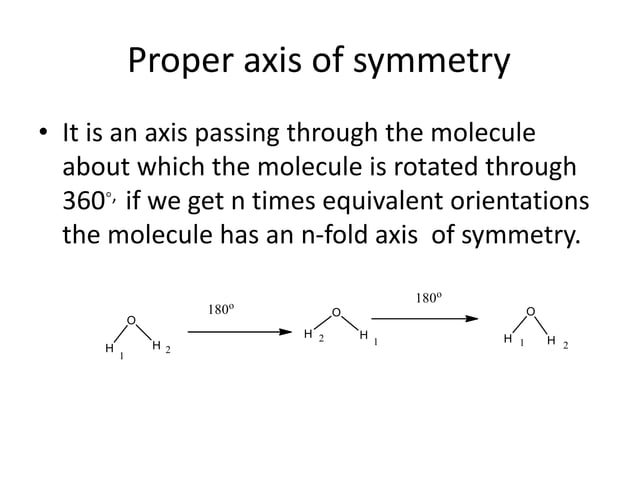 Proper axis of symmetry
• It is an axis passing through the molecule
about which the molecule is rotated through
360°, if we get n times equivalent orientations
the molecule has an n-fold axis of symmetry.
180º
180º
O
H 1 H 2
O
H 2 H 1
O
H 1 H 2